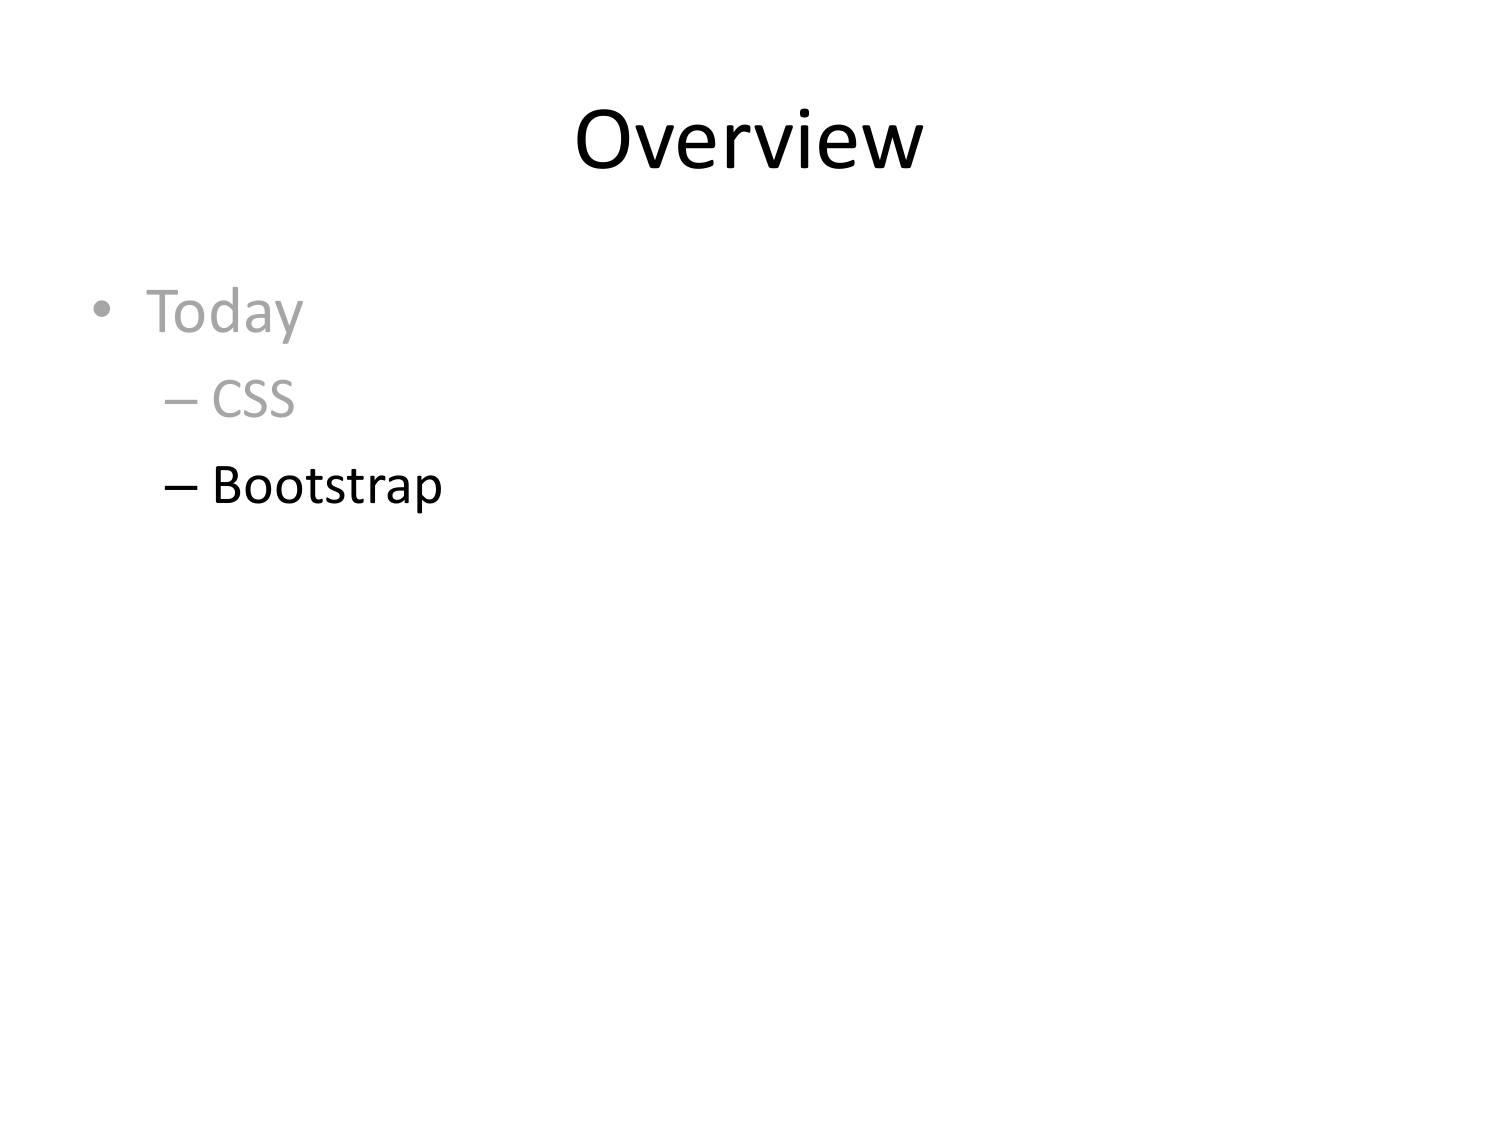 Overview
• Today
– CSS
– Bootstrap